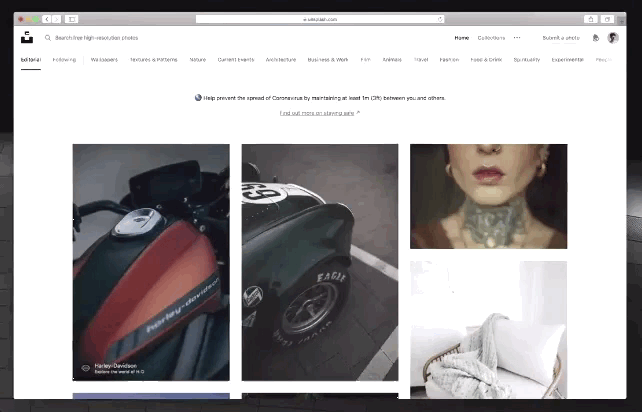 unsplash.com
Search free high-resolution photos
Home Collections ••• Submit a photo
Editorial Following Wallpapers Textures & Patterns Nature Current Events Architecture Business & Work Film Animals Travel Fashion Food & Drink Spirituality Experimental
Help prevent the spread of Coronavirus by maintaining at least 1m (3ft) between you and others.
Find out more on staying safe
69
harley-davidson
EAGLE
Harley-Davidson
Explore the world of H-D